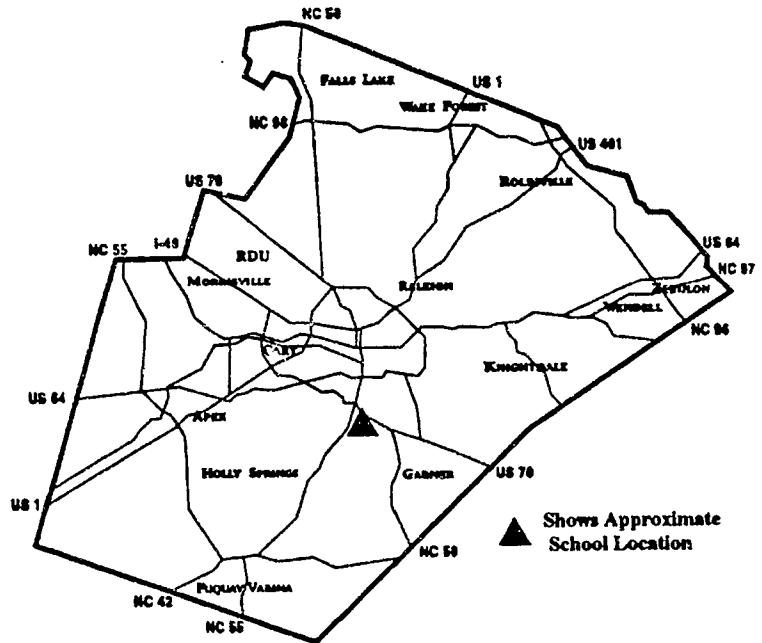 NC 50
FALLS LAKE
US 1
WAKE FOREST
NC 98
US 401
ROLESVILLE
US 70
I-40
NC 55
RDU
MORRISVILLE
US 64
NC 97
RALEIGH
ZEBULON
WENDELL
NC 96
CARY
KNIGHTDALE
US 64
APEX
HOLLY SPRINGS
GARNER
US 70
US 1
Shows Approximate
School Location
NC 50
FUQUAY VARINA
NC 42
NC 55